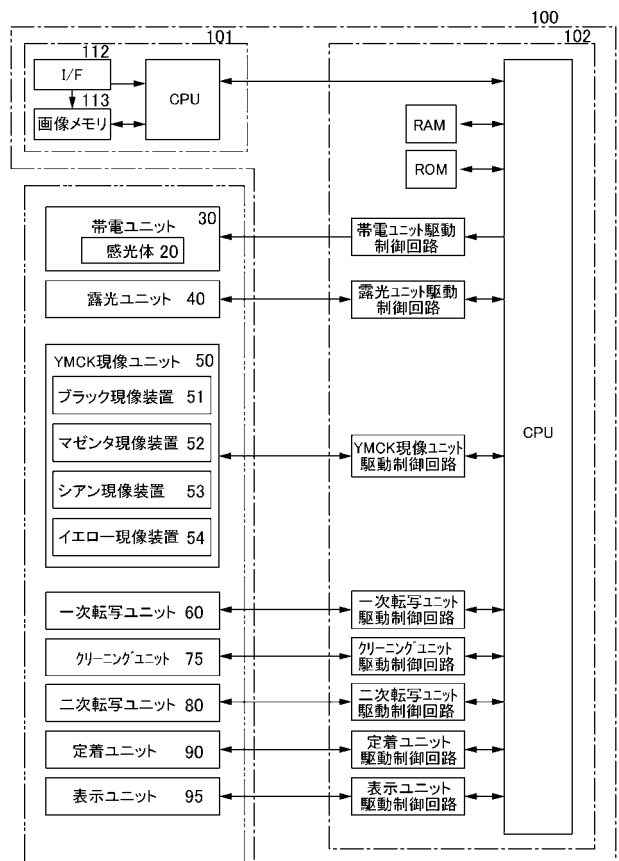 100
101
102
112
I/F
113
画像メモリ
CPU
RAM
ROM
CPU
帯電ユニット 30
感光体 20
帯電ユニット駆動
制御回路
露光ユニット 40
露光ユニット駆動
制御回路
YMCK現像ユニット 50
ブラック現像装置 51
マゼンタ現像装置 52
シアン現像装置 53
イエロー現像装置 54
YMCK現像ユニット
駆動制御回路
一次転写ユニット 60
一次転写ユニット
駆動制御回路
クリーニングユニット 75
クリーニングユニット
駆動制御回路
二次転写ユニット 80
二次転写ユニット
駆動制御回路
定着ユニット 90
定着ユニット
駆動制御回路
表示ユニット 95
表示ユニット
駆動制御回路